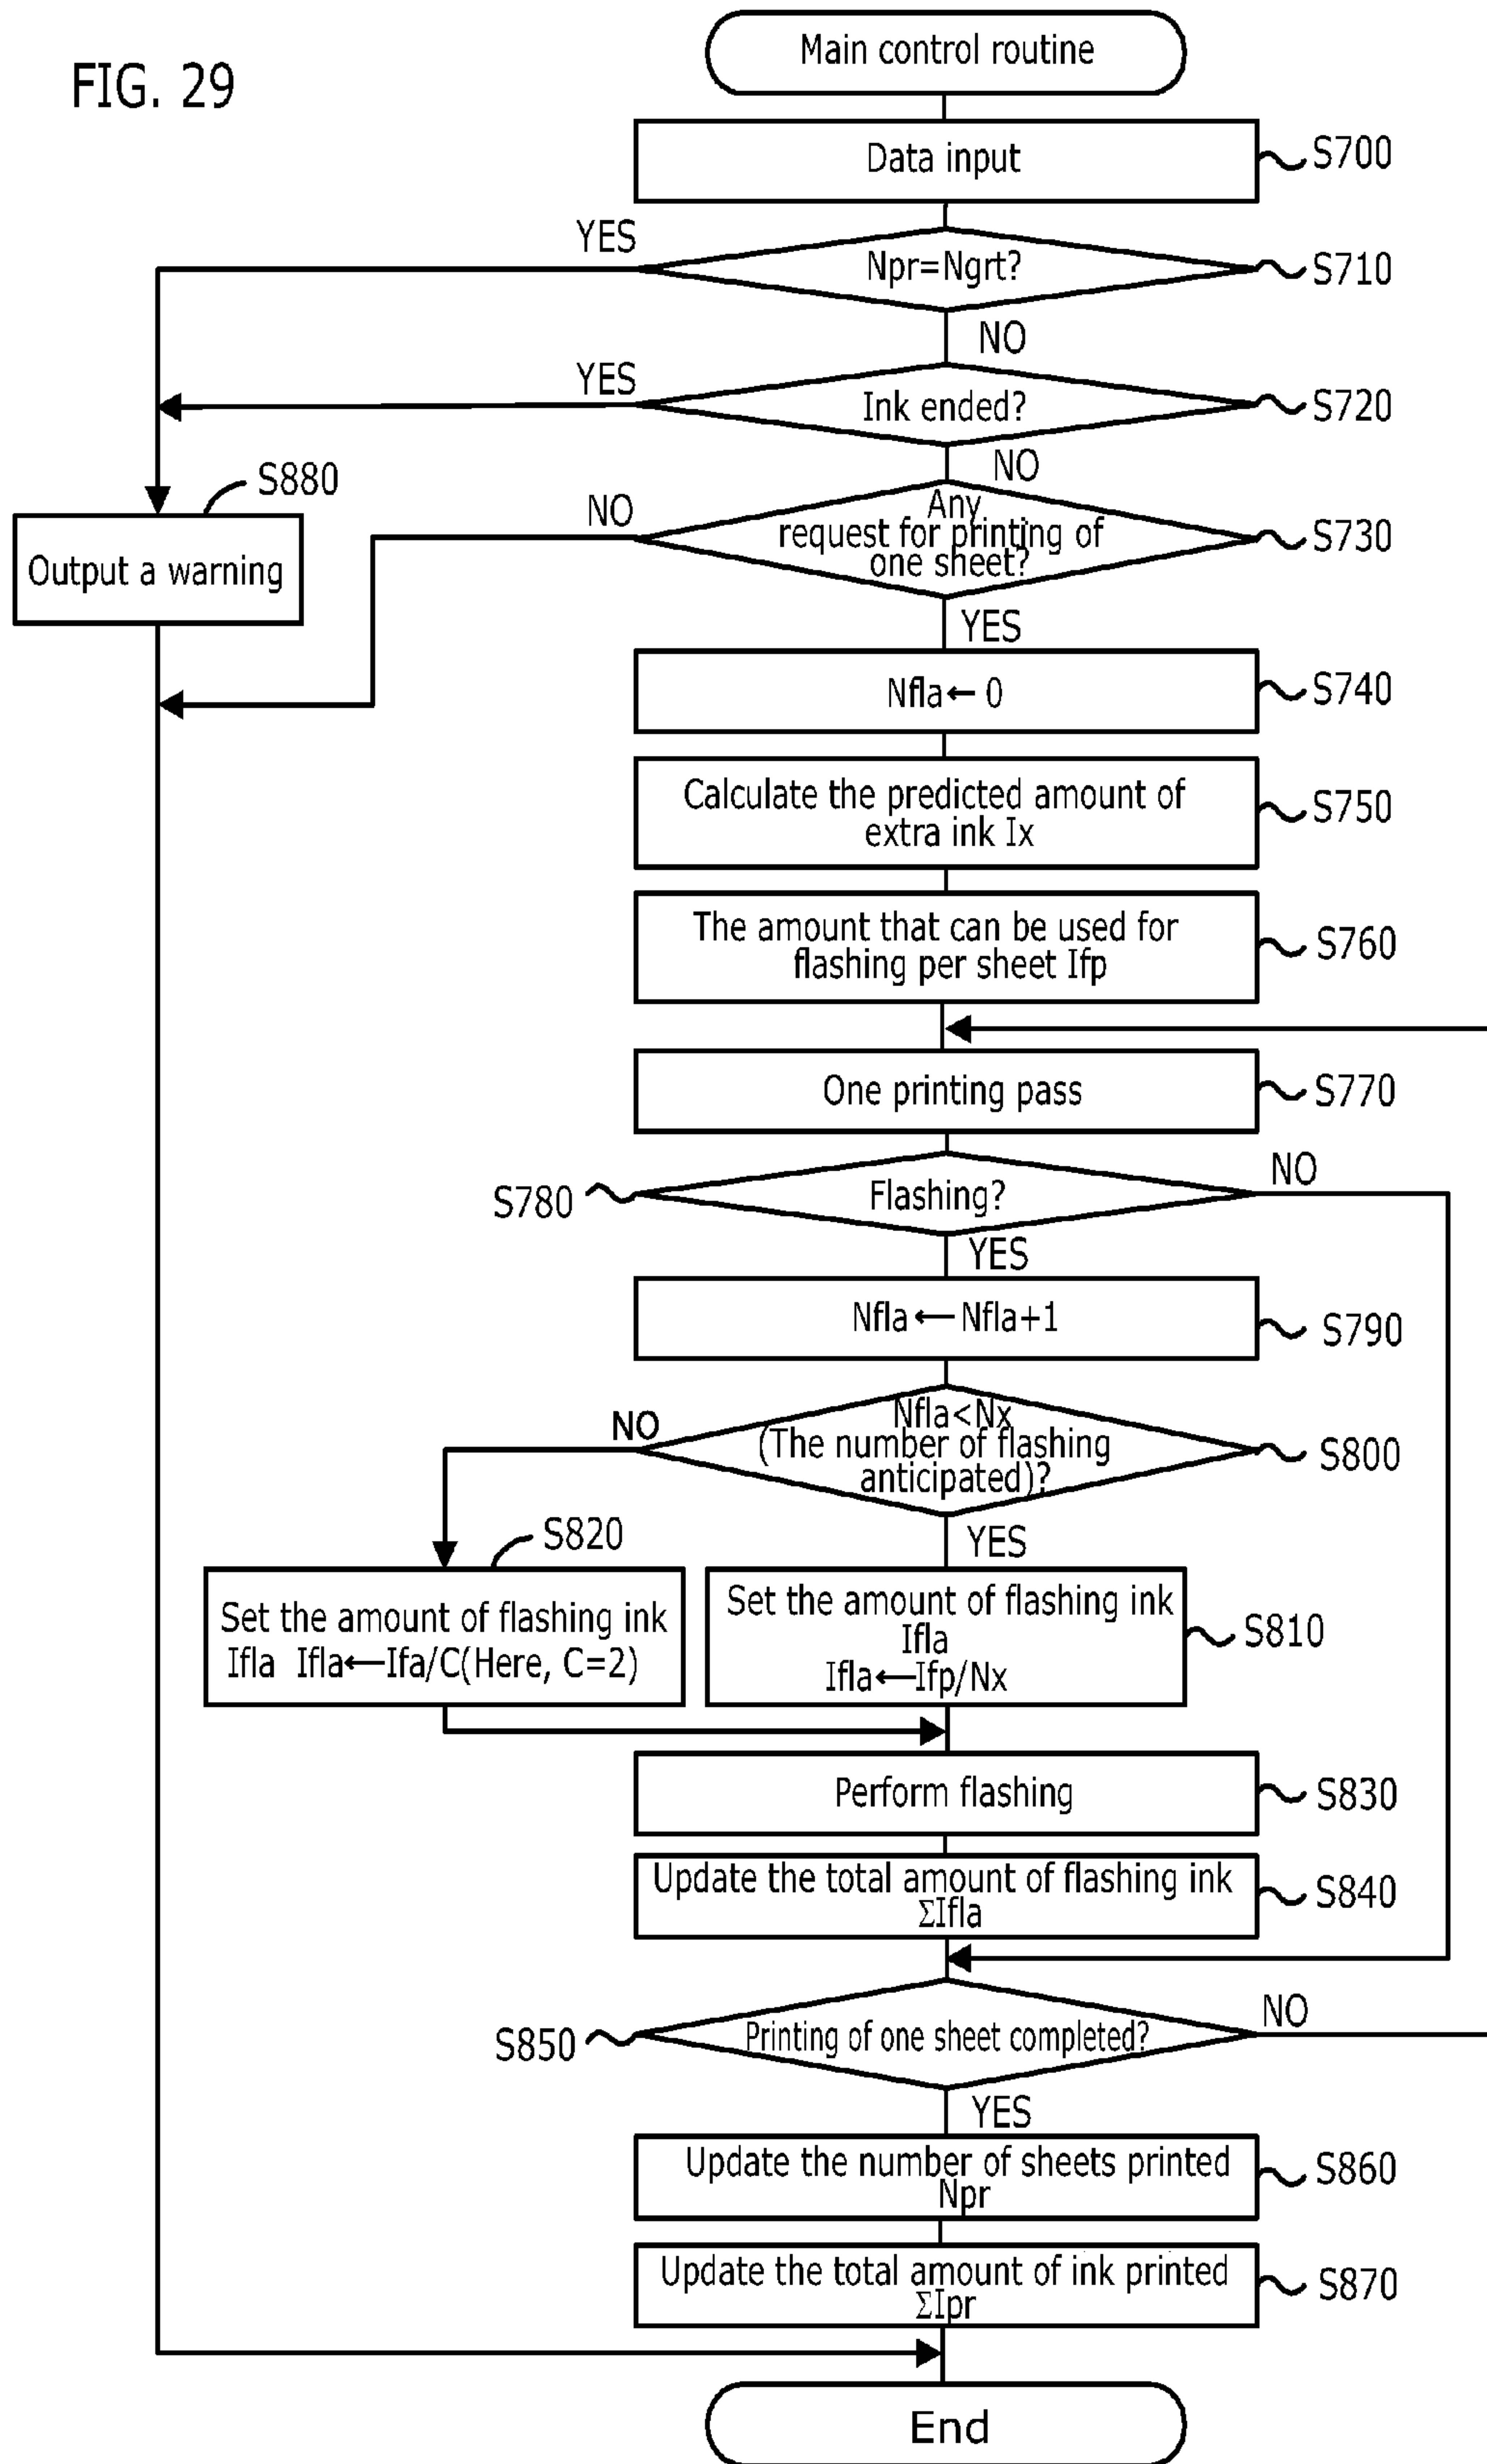 FIG. 29
Main control routine
Data input
S700
YES
Npr=Ngrt?
S710
NO
YES
Ink ended?
S720
NO
S880
Output a warning
NO
Any
request for printing of
one sheet?
S730
YES
Nfla← 0
S740
Calculate the predicted amount of
extra ink Ix
S750
The amount that can be used for
flashing per sheet Ifp
S760
One printing pass
S770
S780
Flashing?
NO
YES
Nfla ← Nfla+1
S790
NO
Nfla<Nx
(The number of flashing
anticipated)?
S800
YES
S820
Set the amount of flashing ink
Ifla Ifla←Ifa/C(Here, C=2)
Set the amount of flashing ink
Ifla
Ifla←Ifp/Nx
S810
Perform flashing
S830
Update the total amount of flashing ink
ΣIfla
S840
S850
Printing of one sheet completed?
NO
YES
Update the number of sheets printed
Npr
S860
Update the total amount of ink printed
ΣIpr
S870
End